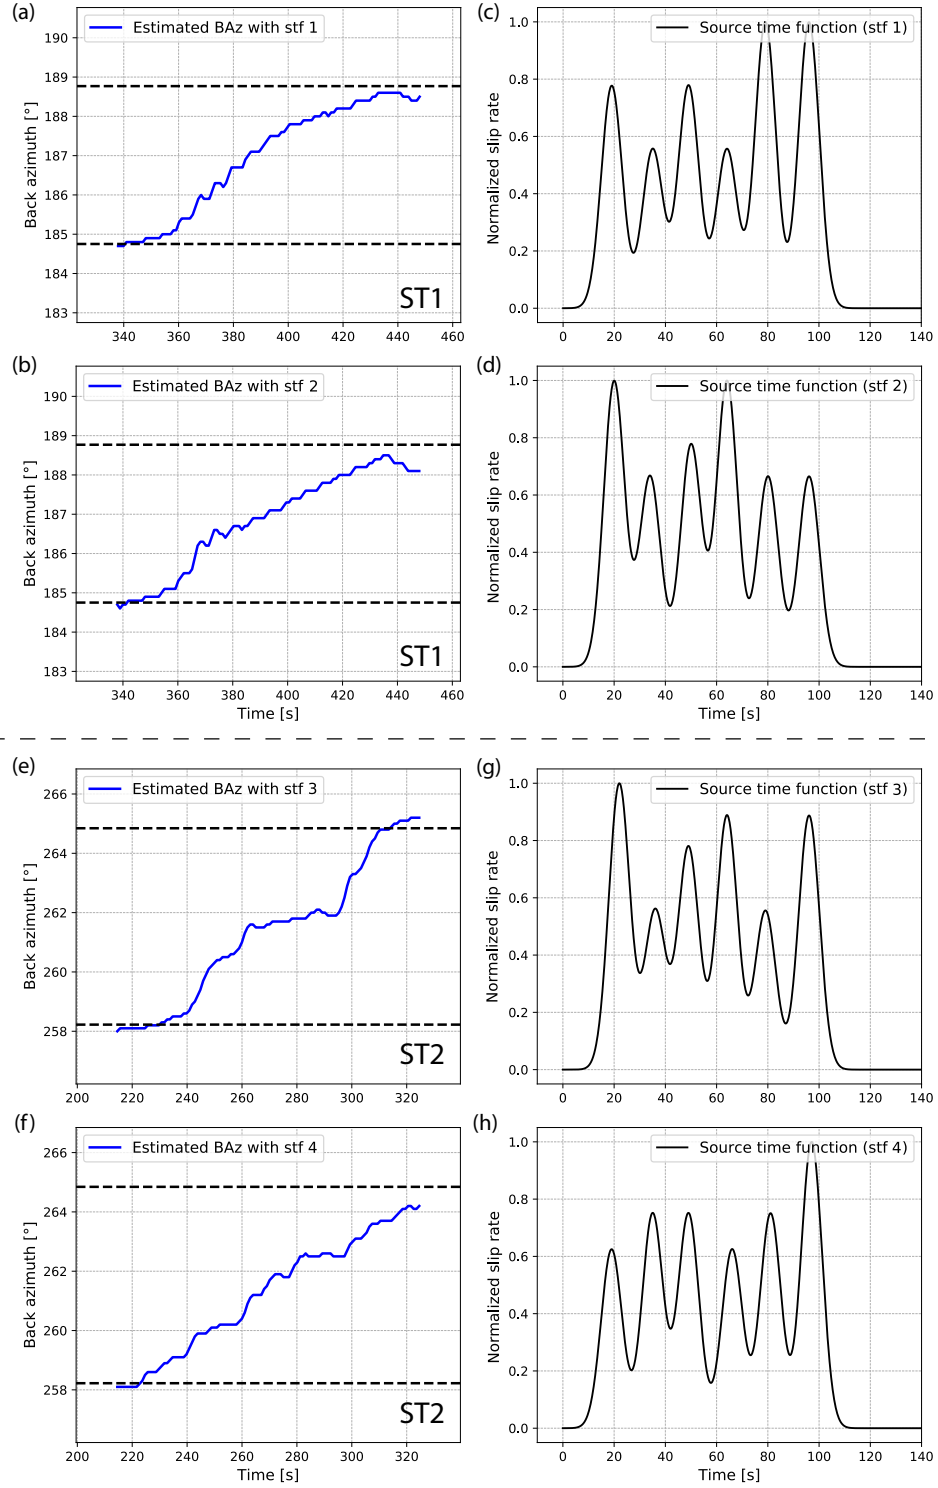 (a)
Estimated BAz with stf 1
190
189
188
187
186
185
184
183
Back azimuth [°]
ST1
340 360 380 400 420 440 460
(c)
Source time function (stf 1)
1.0
0.8
0.6
0.4
0.2
0.0
Normalized slip rate
0 20 40 60 80 100 120 140
(b)
Estimated BAz with stf 2
190
189
188
187
186
185
184
183
Back azimuth [°]
ST1
340 360 380 400 420 440 460
Time [s]
(d)
Source time function (stf 2)
1.0
0.8
0.6
0.4
0.2
0.0
Normalized slip rate
0 20 40 60 80 100 120 140
(e)
Estimated BAz with stf 3
266
264
262
260
258
Back azimuth [°]
ST2
200 220 240 260 280 300 320
(g)
Source time function (stf 3)
1.0
0.8
0.6
0.4
0.2
0.0
Normalized slip rate
0 20 40 60 80 100 120 140
(f)
Estimated BAz with stf 4
266
264
262
260
258
Back azimuth [°]
ST2
200 220 240 260 280 300 320
Time [s]
(h)
Source time function (stf 4)
1.0
0.8
0.6
0.4
0.2
0.0
Normalized slip rate
0 20 40 60 80 100 120 140